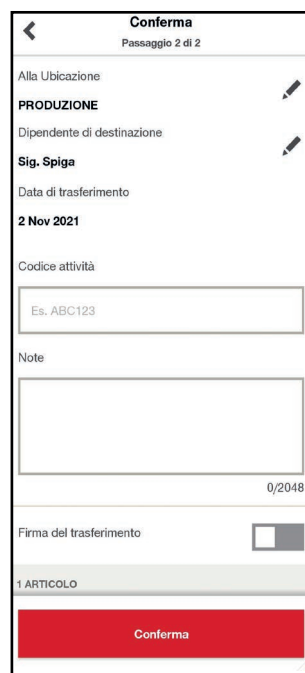 Conferma
Passaggio 2 di 2
Alla Ubicazione
PRODUZIONE
Dipendente di destinazione
Sig. Spiga
Data di trasferimento
2 Nov 2021
Codice attività
Es. ABC123
Note
0/2048
Firma del trasferimento
1 ARTICOLO
Conferma